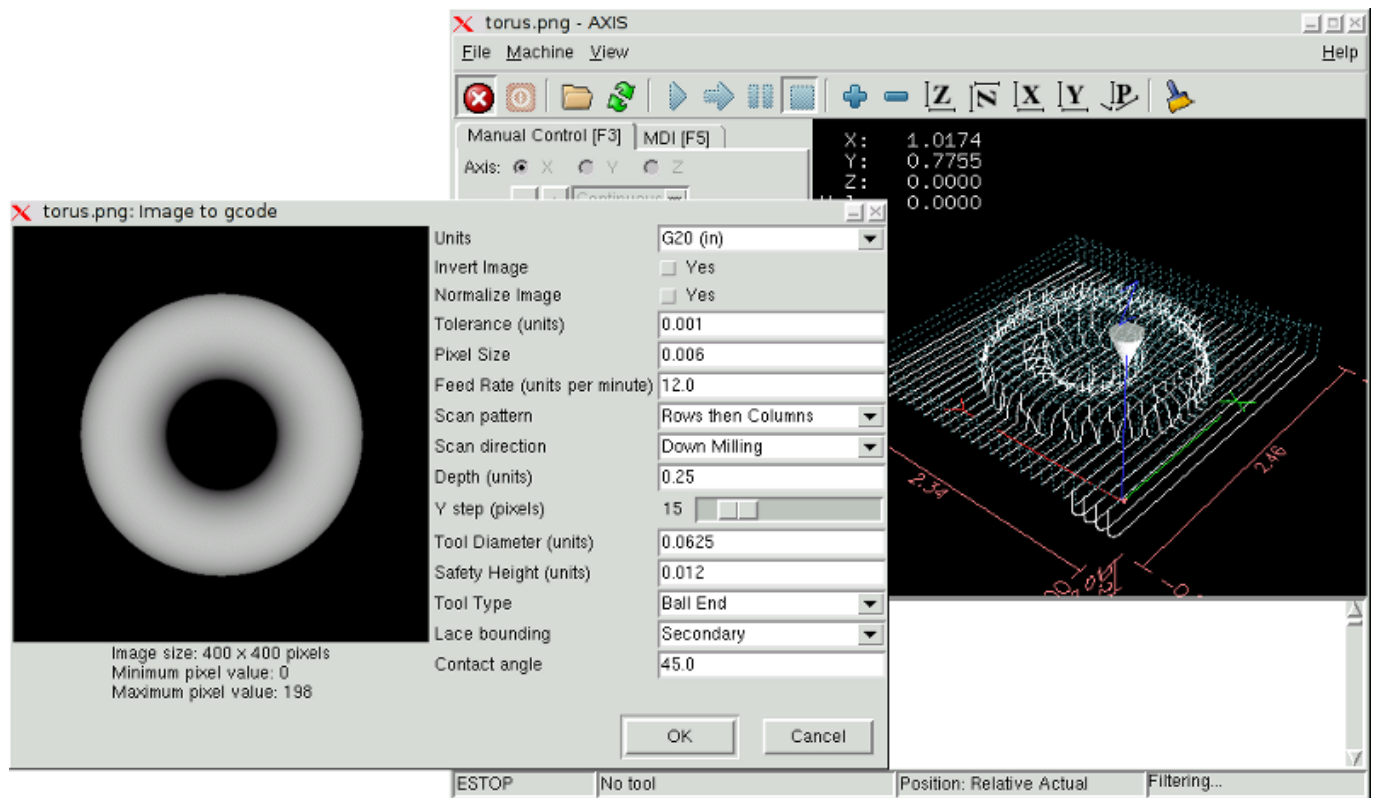 torus.png - AXIS
File Machine View Help
Z N X Y P
Manual Control [F3] MDI [F5]
Axis: X Y Z
Continuous
X: 1.0174
Y: 0.7755
Z: 0.0000
0.0000
torus.png: Image to gcode
Units G20 (in)
Invert Image Yes
Normalize Image Yes
Tolerance (units) 0.001
Pixel Size 0.006
Feed Rate (units per minute) 12.0
Scan pattern Rows then Columns
Scan direction Down Milling
Depth (units) 0.25
Y step (pixels) 15
Tool Diameter (units) 0.0625
Safety Height (units) 0.012
Tool Type Ball End
Lace bounding Secondary
Contact angle 45.0
Image size: 400 x 400 pixels
Minimum pixel value: 0
Maximum pixel value: 198
OK Cancel
X
2.34
2.46
ESTOP No tool Position: Relative Actual Filtering...